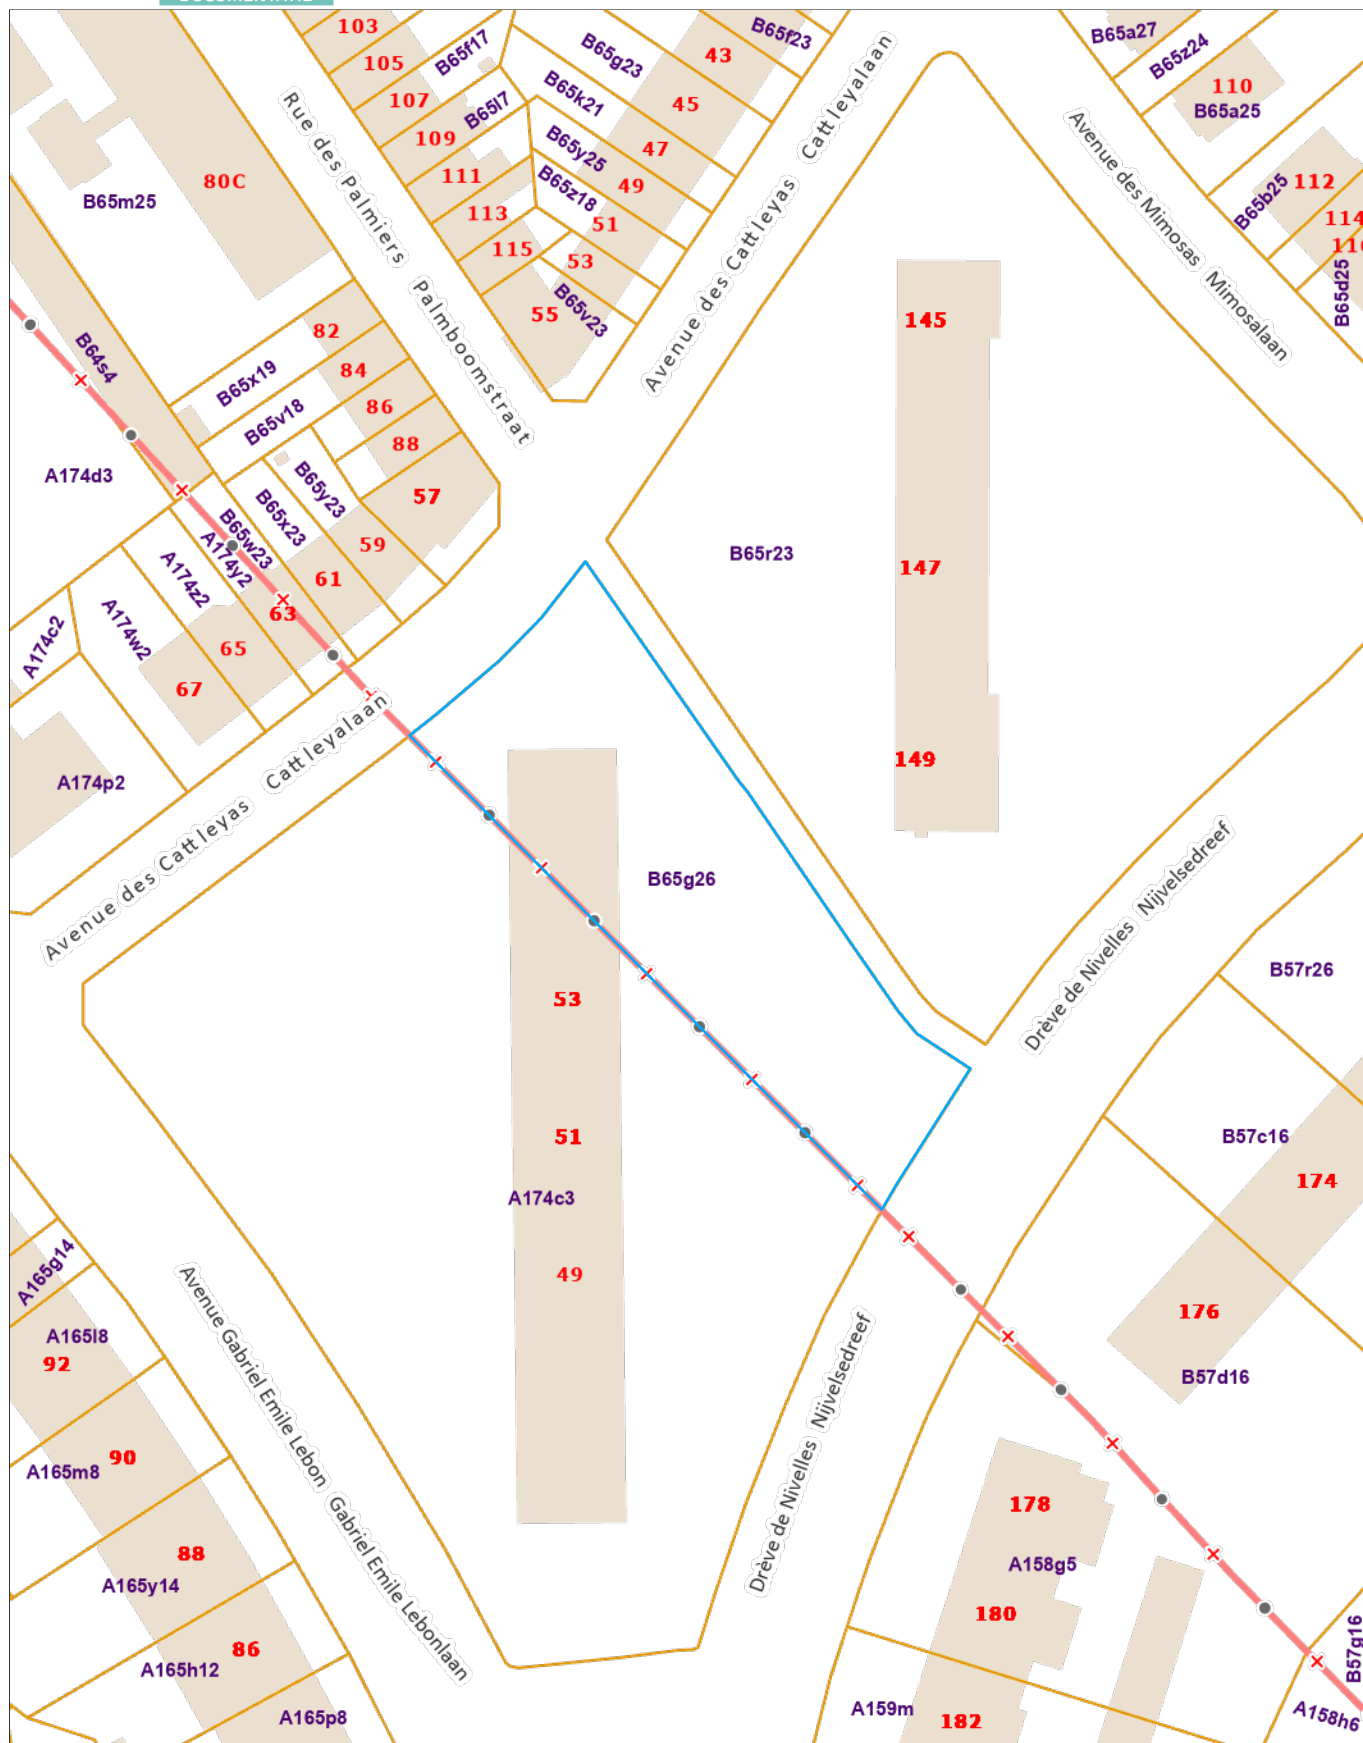 103
105
107
109
111
113
115
B65f17
B65l7
B65g23
B65k21
B65y25
B65z18
B65v23
B65f23
43
45
47
49
51
53
55
B65a27
B65z24
110
B65a25
112
B65b25
114
B65d25
80C
B65m25
Rue des Palmiers Palmboomstraat
Avenue des Cattleyas Cattleyalaan
Avenue des Mimosas Mimosalaan
B64s4
82
84
86
88
57
59
61
63
65
67
B65x19
B65v18
B65y23
B65x23
B65w23
A174y2
A174z2
A174w2
A174c2
A174d3
A174p2
145
147
149
B65r23
B65g26
Avenue des Cattleyas Cattleyalaan
Drève de Nivelles Nijvelsedreef
B57r26
B57c16
174
176
B57d16
53
51
A174c3
49
A165g14
A165l8
92
90
A165m8
88
A165y14
86
A165h12
A165p8
Avenue Gabriel Emile Lebon Gabriel Emile Lebonlaan
Drève de Nivelles Nijvelsedreef
178
A158g5
180
A159m
182
B57g16
A158h6